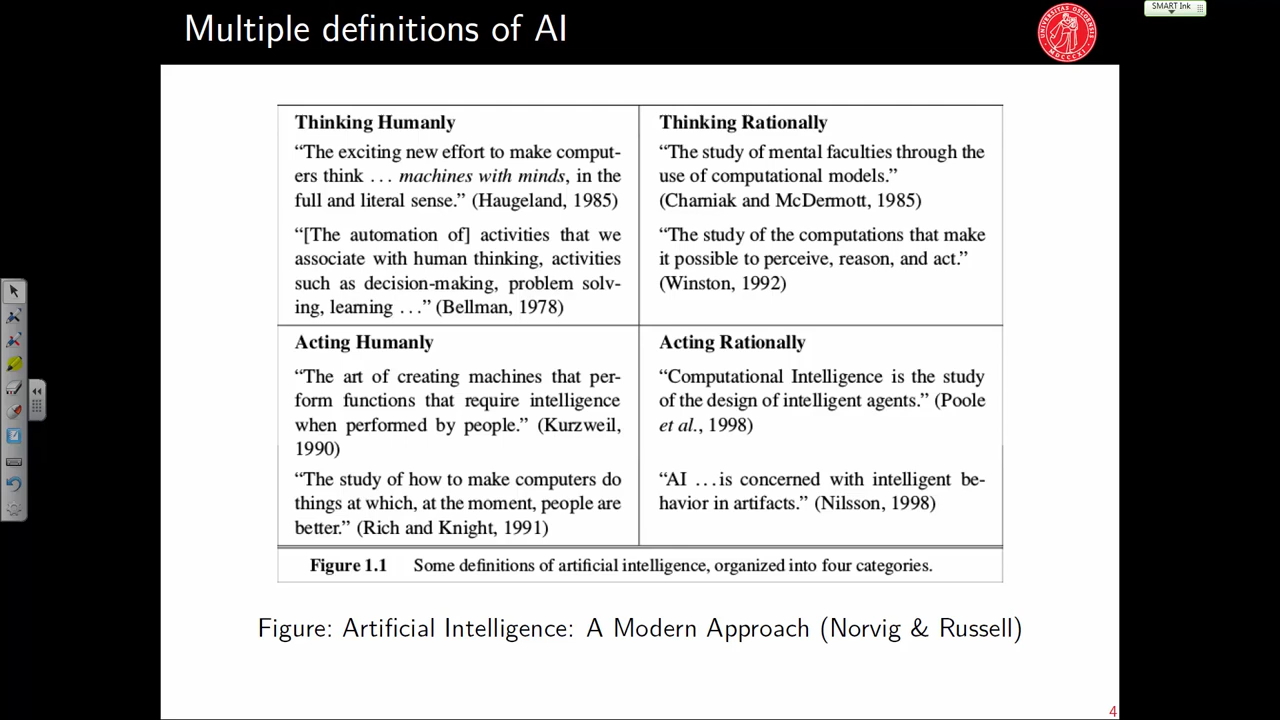 Multiple definitions of AI
SMART Ink
UNIVERSITAS OSLOENSIS
MDCCCXI
Thinking Humanly
“The exciting new effort to make comput-
ers think . . . machines with minds, in the
full and literal sense.” (Haugeland, 1985)
“[The automation of] activities that we
associate with human thinking, activities
such as decision-making, problem solv-
ing, learning . . .” (Bellman, 1978)
Thinking Rationally
“The study of mental faculties through the
use of computational models.”
(Charniak and McDermott, 1985)
“The study of the computations that make
it possible to perceive, reason, and act.”
(Winston, 1992)
Acting Humanly
“The art of creating machines that per-
form functions that require intelligence
when performed by people.” (Kurzweil,
1990)
“The study of how to make computers do
things at which, at the moment, people are
better.” (Rich and Knight, 1991)
Acting Rationally
“Computational Intelligence is the study
of the design of intelligent agents.” (Poole
et al., 1998)
“AI . . . is concerned with intelligent be-
havior in artifacts.” (Nilsson, 1998)
Figure 1.1 Some definitions of artificial intelligence, organized into four categories.
Figure: Artificial Intelligence: A Modern Approach (Norvig & Russell)
4